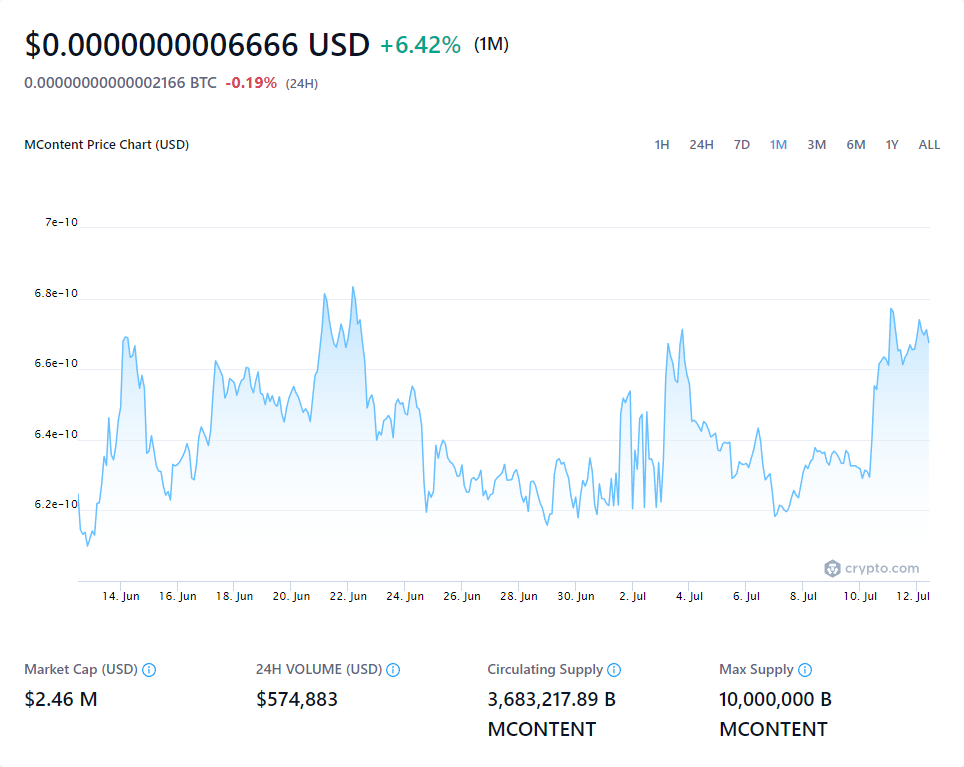 $0.0000000006666 USD +6.42% (1M)
0.00000000000002166 BTC -0.19% (24H)
MContent Price Chart (USD) 1H 24H 7D 1M 3M 6M 1Y ALL
7e-10
6.8e-10
6.6e-10
6.4e-10
6.2e-10
crypto.com
14. Jun 16. Jun 18. Jun 20. Jun 22. Jun 24. Jun 26. Jun 28. Jun 30. Jun 2. Jul 4. Jul 6. Jul 8. Jul 10. Jul 12. Jul
Market Cap (USD) 24H VOLUME (USD) Circulating Supply Max Supply
$2.46 M $574,883 3,683,217.89 B 10,000,000 B
MCONTENT MCONTENT